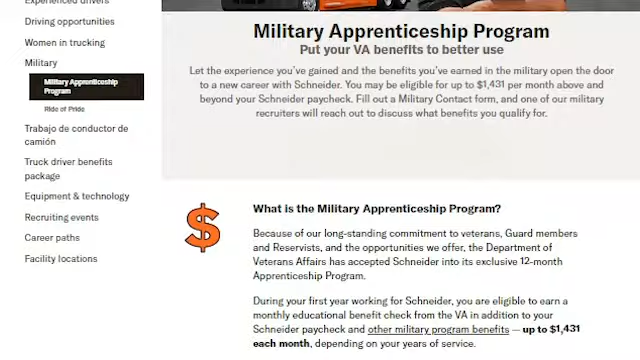 Experienced drivers
Driving opportunities
Women in trucking
Military
Military Apprenticeship
Program
Ride of Pride
Trabajo de conductor de
camión
Truck driver benefits
package
Equipment & technology
Recruiting events
Career paths
Facility locations
Military Apprenticeship Program
Put your VA benefits to better use
Let the experience you've gained and the benefits you've earned in the military open the door
to a new career with Schneider. You may be eligible for up to $1,431 per month above and
beyond your Schneider paycheck. Fill out a Military Contact form, and one of our military
recruiters will reach out to discuss what benefits you qualify for.
$
What is the Military Apprenticeship Program?
Because of our long-standing commitment to veterans, Guard members
and Reservists, and the opportunities we offer, the Department of
Veterans Affairs has accepted Schneider into its exclusive 12-month
Apprenticeship Program.
During your first year working for Schneider, you are eligible to earn a
monthly educational benefit check from the VA in addition to your
Schneider paycheck and other military program benefits — up to $1,431
each month, depending on your years of service.